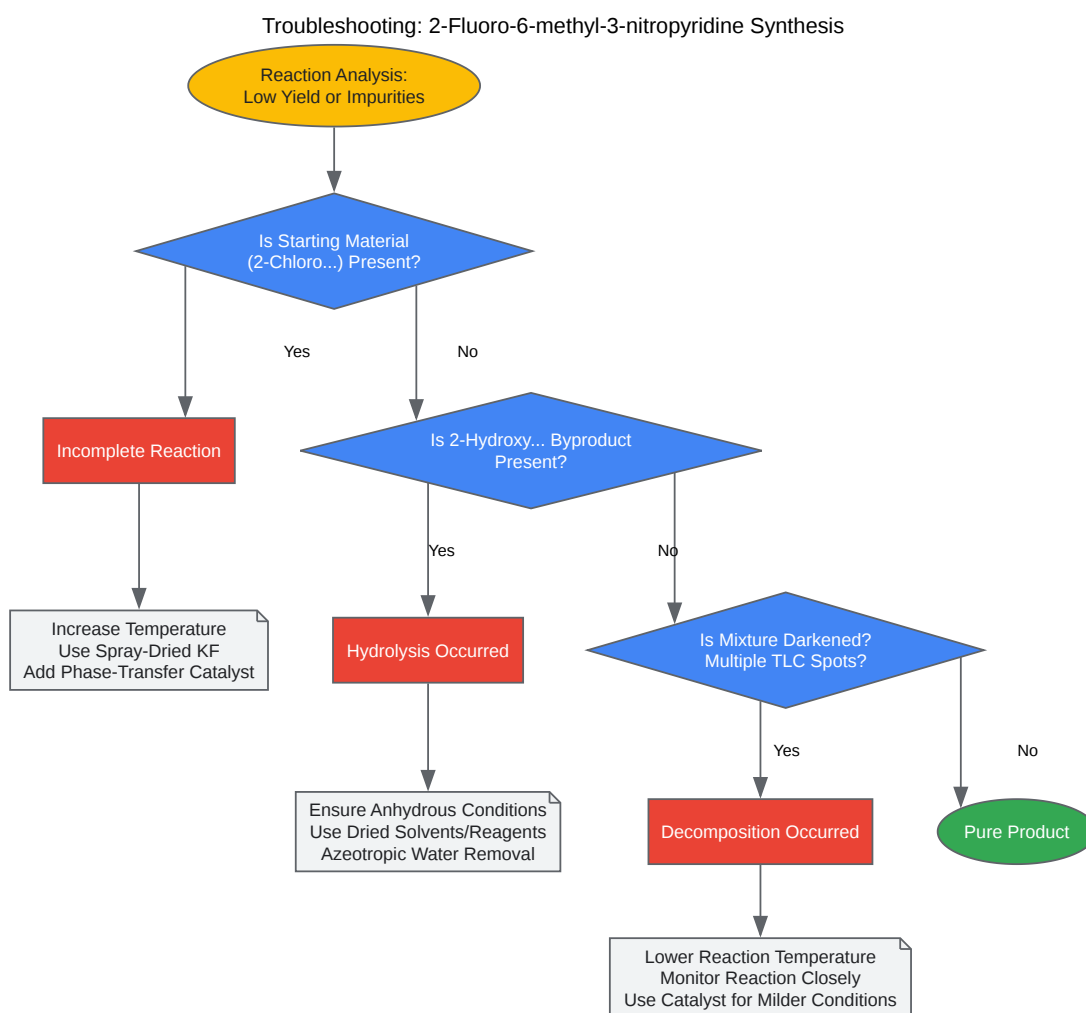 Troubleshooting: 2-Fluoro-6-methyl-3-nitropyridine Synthesis
Reaction Analysis:
Low Yield or Impurities
Is Starting Material
(2-Chloro...) Present?
Yes
No
Incomplete Reaction
Is 2-Hydroxy... Byproduct
Present?
Yes
No
Increase Temperature
Use Spray-Dried KF
Add Phase-Transfer Catalyst
Hydrolysis Occurred
Is Mixture Darkened?
Multiple TLC Spots?
Yes
No
Ensure Anhydrous Conditions
Use Dried Solvents/Reagents
Azeotropic Water Removal
Decomposition Occurred
Pure Product
Lower Reaction Temperature
Monitor Reaction Closely
Use Catalyst for Milder Conditions